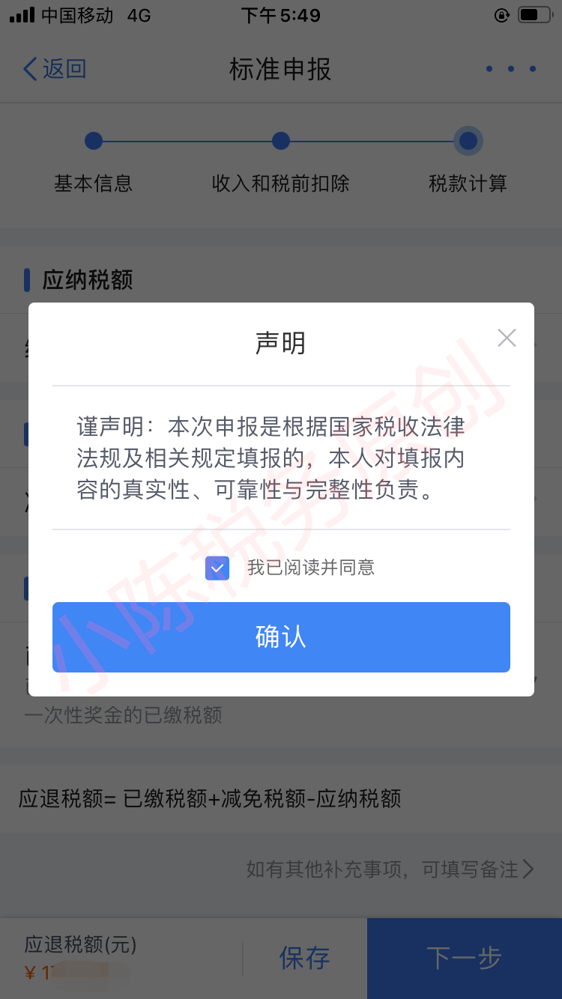 中国移动 4G 下午5:49
返回 标准申报
基本信息 收入和税前扣除 税款计算
应纳税额
声明
谨声明：本次申报是根据国家税收法律
法规及相关规定填报的，本人对填报内
容的真实性、可靠性与完整性负责。
我已阅读并同意
确认
小陈税务原创
一次性奖金的已缴税额
应退税额= 已缴税额+减免税额-应纳税额
如有其他补充事项，可填写备注
应退税额(元)
¥ 1
保存
下一步